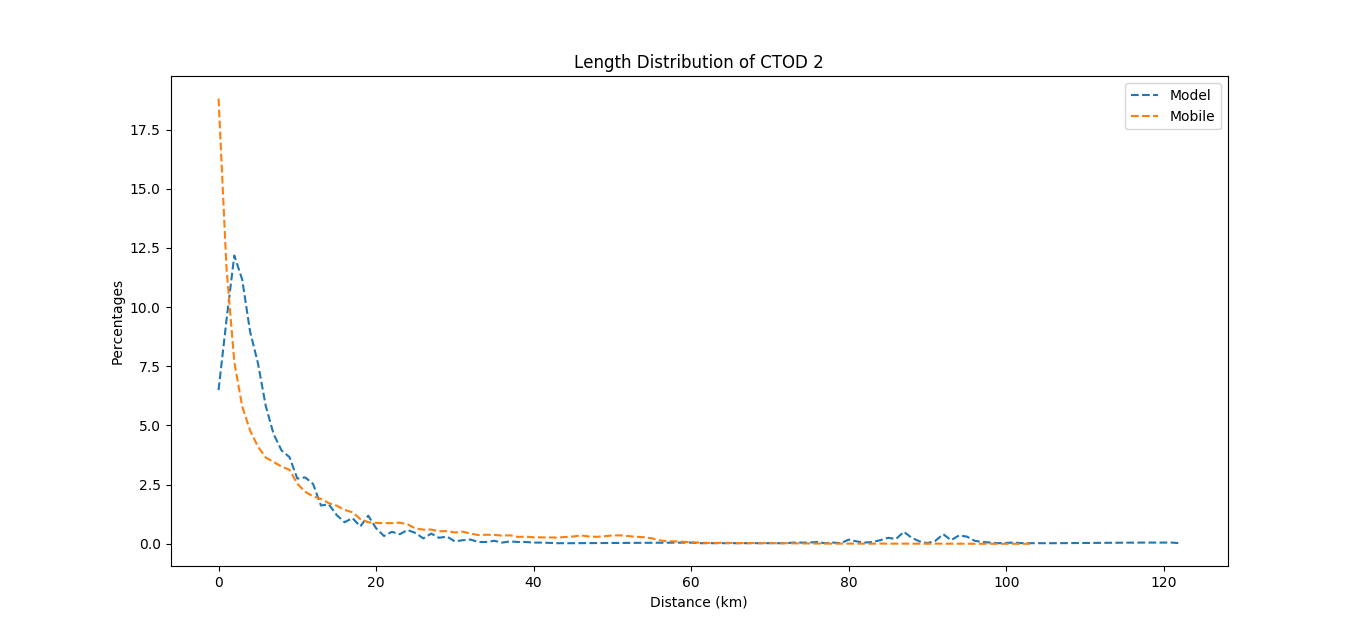 Length Distribution of CTOD 2
Model
Mobile
17.5
15.0
12.5
10.0
7.5
5.0
2.5
0.0
Percentages
0 20 40 60 80 100 120
Distance (km)